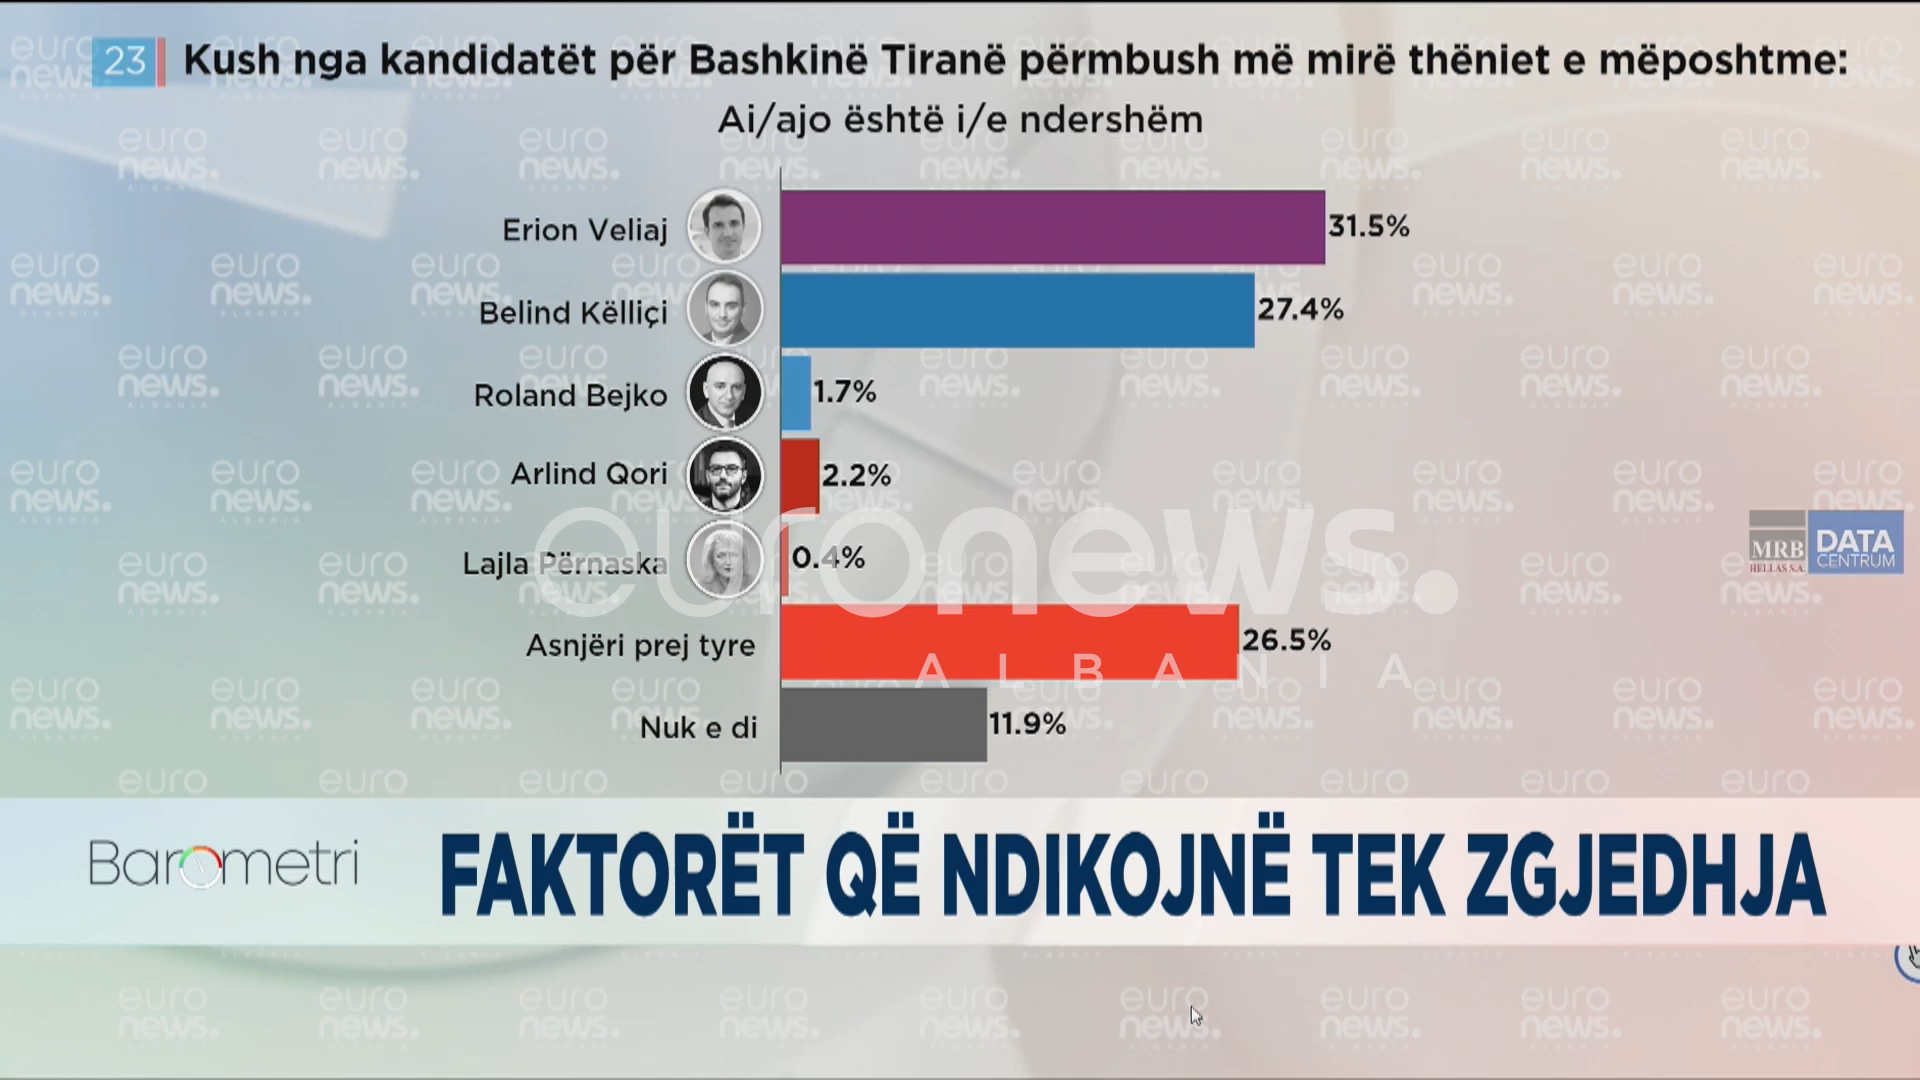 23 Kush nga kandidatët për Bashkinë Tiranë përmbush më mirë thëniet e mëposhtme:
Ai/ajo është i/e ndershëm
Erion Veliaj 31.5%
Belind Këlliçi 27.4%
Roland Bejko 1.7%
Arlind Qori 2.2%
Lajla Përnaska 0.4%
Asnjëri prej tyre 26.5%
Nuk e di 11.9%
euronews.
ALBANIA
MRB
HELLAS S.A.
DATA
CENTRUM
Barometri
FAKTORËT QË NDIKOJNË TEK ZGJEDHJA